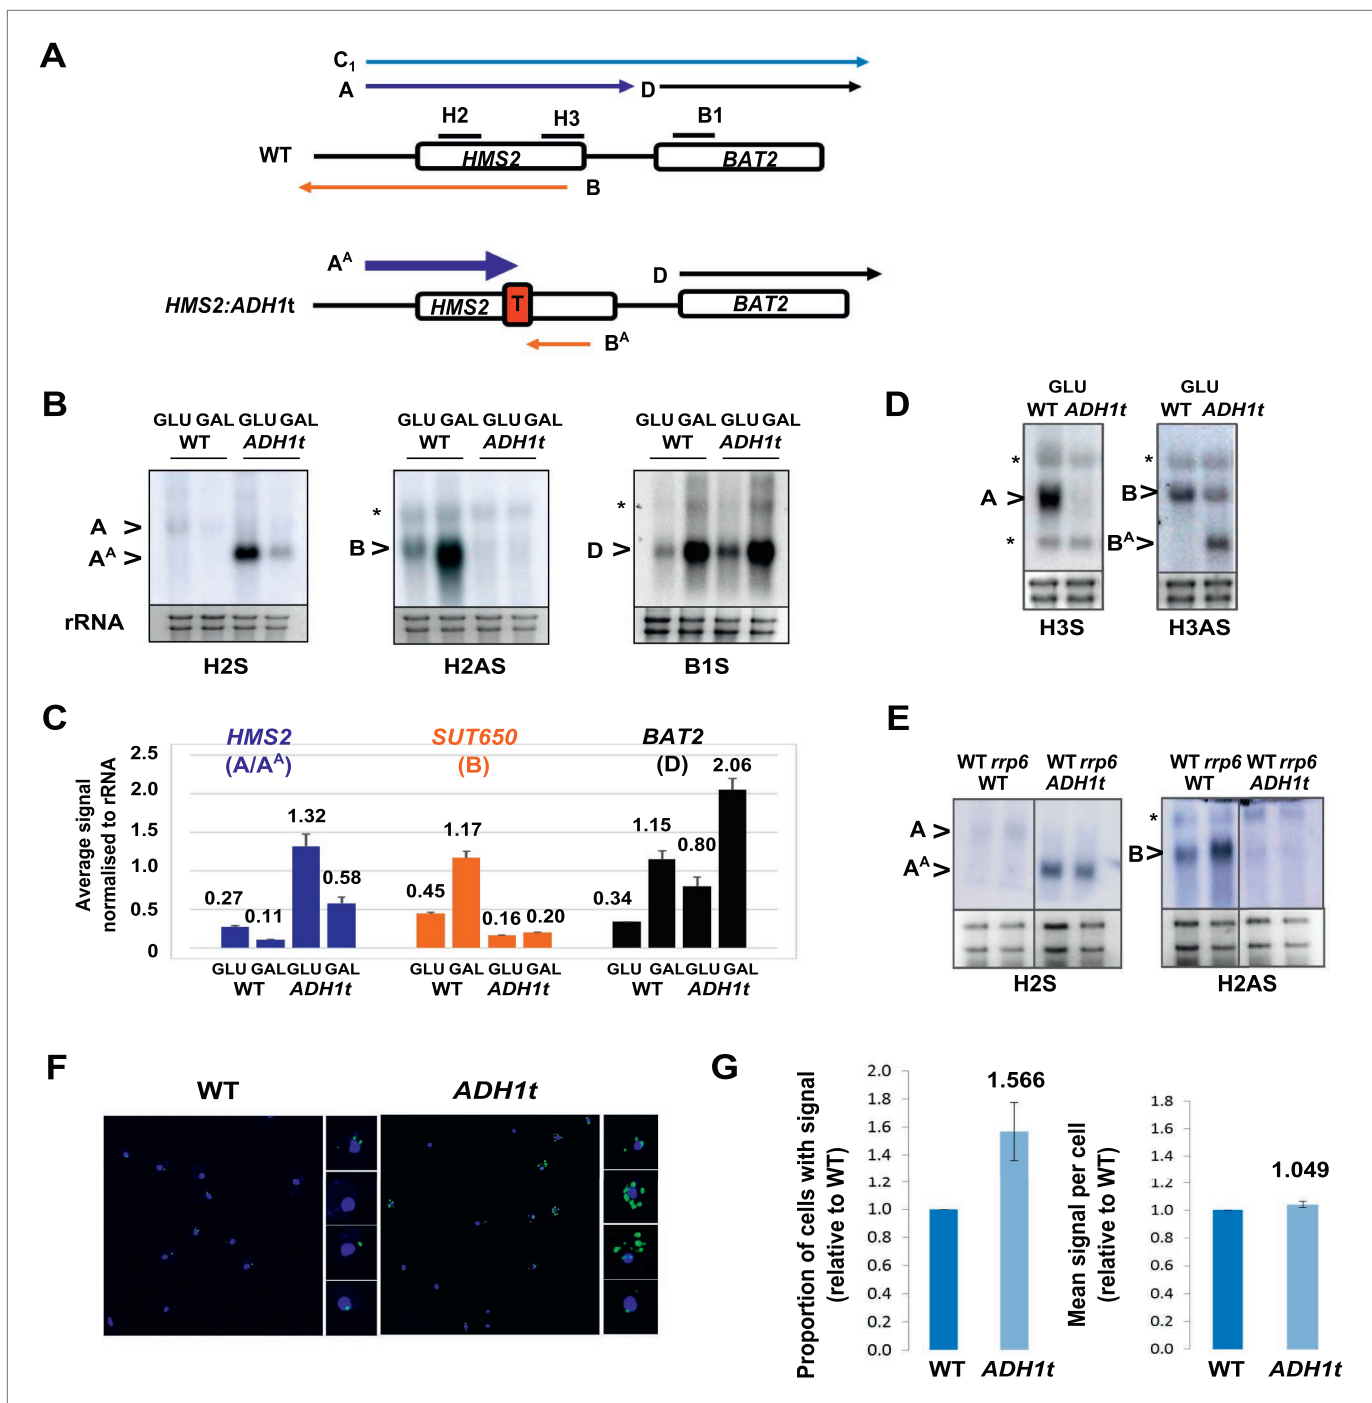 A
C1
A
D
H2
H3
B1
WT
HMS2
BAT2
B
AA
D
HMS2:ADH1t
HMS2
T
BAT2
BA
B
GLU GAL GLU GAL
WT ADH1t
A >
AA >
rRNA
H2S
GLU GAL GLU GAL
WT ADH1t
*
B >
H2AS
GLU GAL GLU GAL
WT ADH1t
*
D >
B1S
D
GLU
WT ADH1t
*
A >
*
H3S
GLU
WT ADH1t
*
B >
BA >
H3AS
C
Average signal
normalised to rRNA
2.5
2.0
1.5
1.0
0.5
0
HMS2
(A/AA)
SUT650
(B)
BAT2
(D)
0.27
0.11
1.32
0.58
0.45
1.17
0.16
0.20
0.34
1.15
0.80
2.06
GLU GAL GLU GAL
WT ADH1t
GLU GAL GLU GAL
WT ADH1t
GLU GAL GLU GAL
WT ADH1t
E
WT rrp6 WT rrp6
WT ADH1t
A >
AA >
H2S
WT rrp6 WT rrp6
WT ADH1t
*
B >
H2AS
F
WT
ADH1t
G
Proportion of cells with signal
(relative to WT)
2.0
1.8
1.6
1.4
1.2
1.0
0.8
0.6
0.4
0.2
0.0
1.566
WT ADH1t
Mean signal per cell
(relative to WT)
1.8
1.6
1.4
1.2
1.0
0.8
0.6
0.4
0.2
0.0
1.049
WT ADH1t